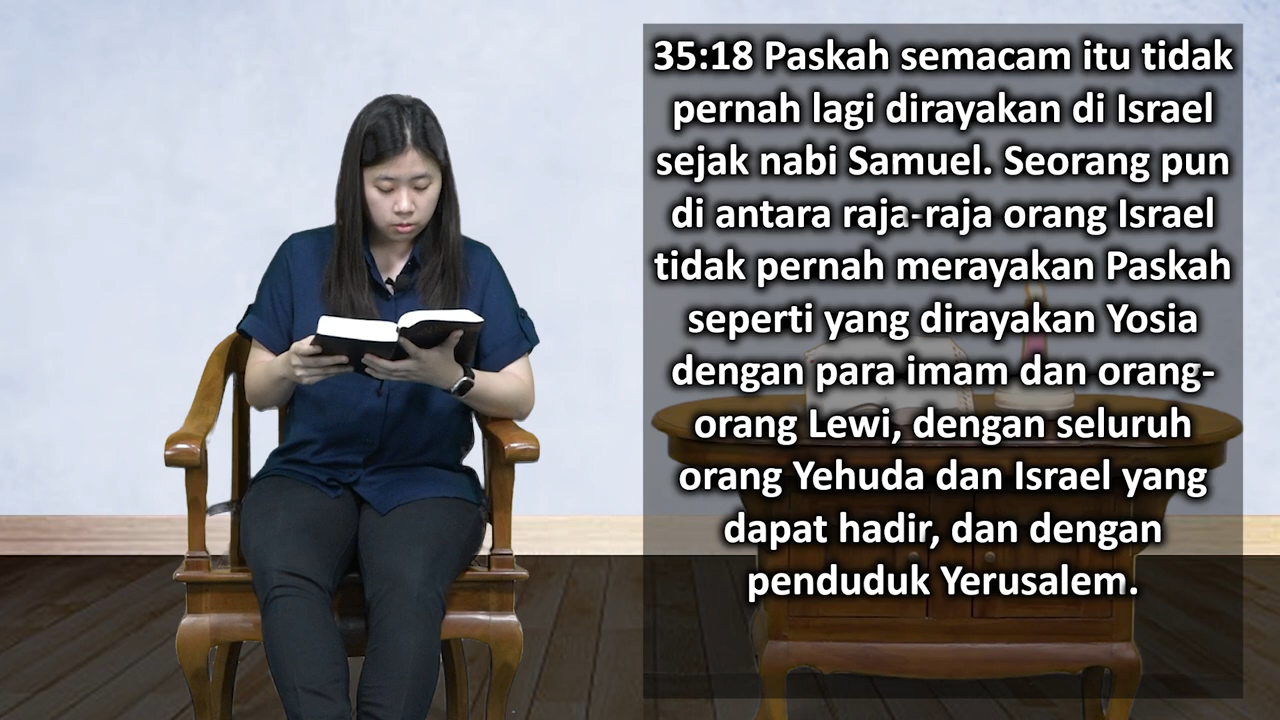 35:18 Paskah semacam itu tidak
pernah lagi dirayakan di Israel
sejak nabi Samuel. Seorang pun
di antara raja-raja orang Israel
tidak pernah merayakan Paskah
seperti yang dirayakan Yosia
dengan para imam dan orang-
orang Lewi, dengan seluruh
orang Yehuda dan Israel yang
dapat hadir, dan dengan
penduduk Yerusalem.